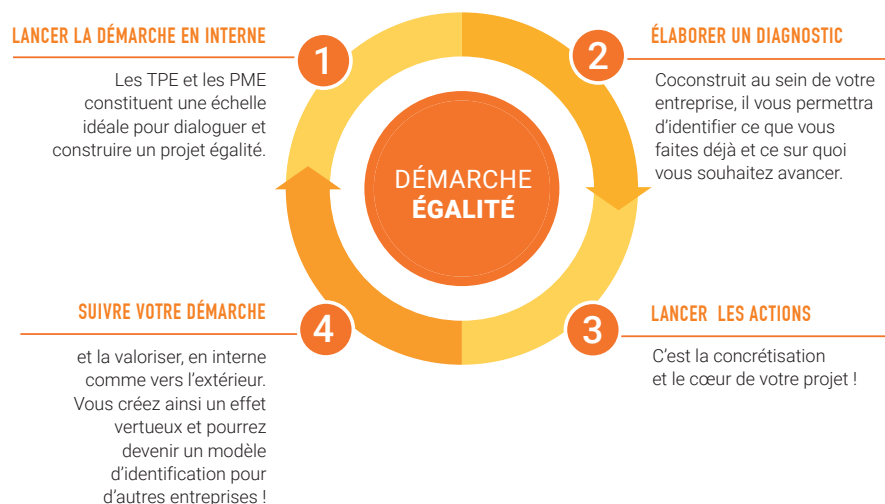 LANCER LA DÉMARCHE EN INTERNE
1
Les TPE et les PME
constituent une échelle
idéale pour dialoguer et
construire un projet égalité.
2
ÉLABORER UN DIAGNOSTIC
Coconstruit au sein de votre
entreprise, il vous permettra
d'identifier ce que vous
faites déjà et ce sur quoi
vous souhaitez avancer.
DÉMARCHE
ÉGALITÉ
3
LANCER LES ACTIONS
C'est la concrétisation
et le cœur de votre projet !
SUIVRE VOTRE DÉMARCHE
4
et la valoriser, en interne
comme vers l'extérieur.
Vous créez ainsi un effet
vertueux et pourrez
devenir un modèle
d'identification pour
d'autres entreprises !